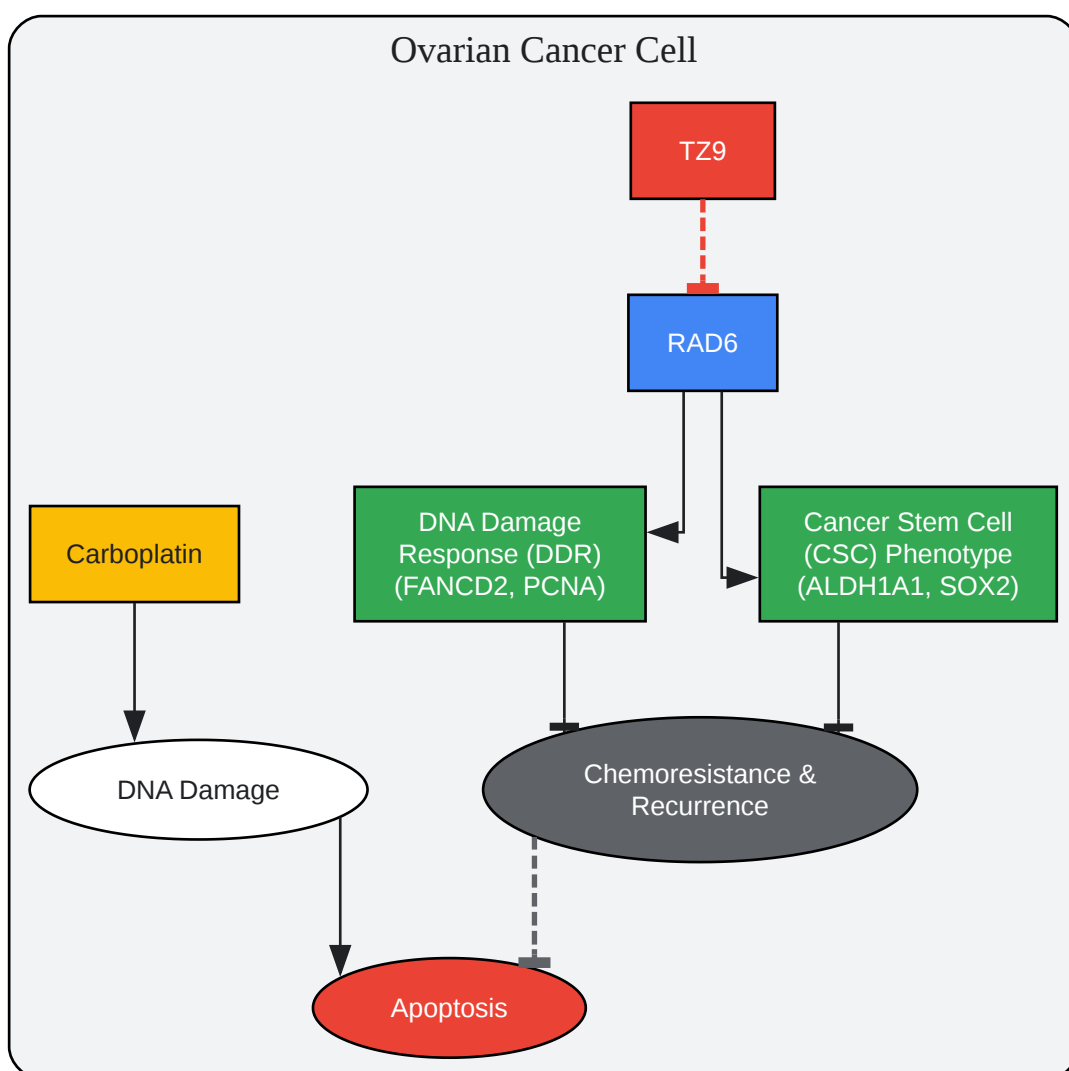 Ovarian Cancer Cell
TZ9
RAD6
Carboplatin
DNA Damage
Response (DDR)
(FANCD2, PCNA)
Cancer Stem Cell
(CSC) Phenotype
(ALDH1A1, SOX2)
DNA Damage
Chemoresistance &
Recurrence
Apoptosis